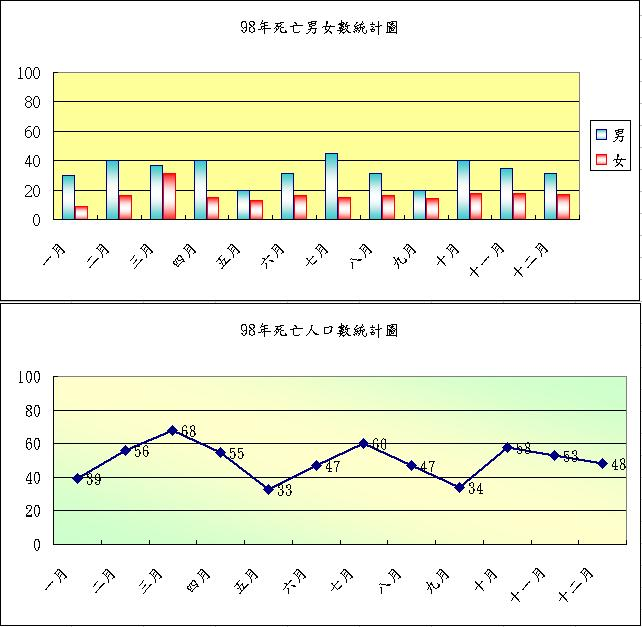 98年死亡男女數統計圖
100
80
60
40
20
0
男
女
一月 二月 三月 四月 五月 六月 七月 八月 九月 十月 十一月 十二月
98年死亡人口數統計圖
100
80
60
40
20
0
39 56 68 55 33 47 60 47 34 58 53 48
一月 二月 三月 四月 五月 六月 七月 八月 九月 十月 十一月 十二月